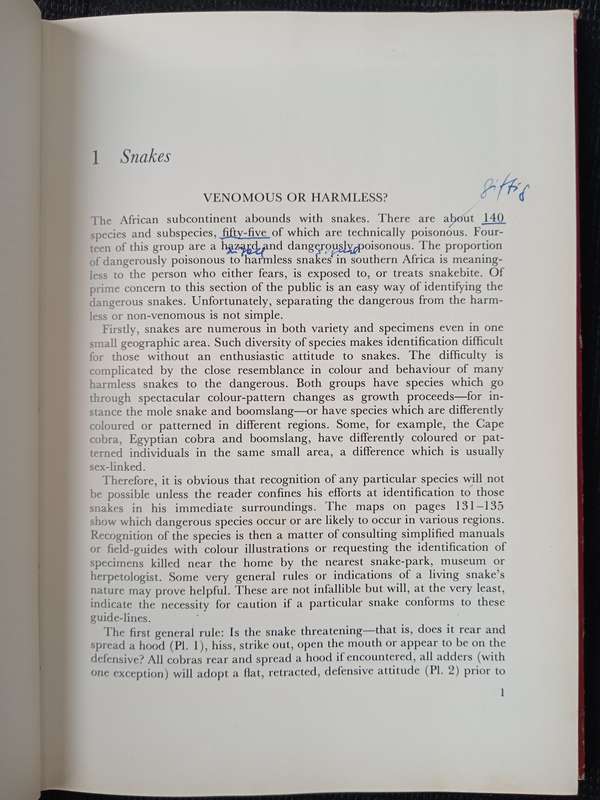 1 Snakes
giftig
VENOMOUS OR HARMLESS?
The African subcontinent abounds with snakes. There are about 140
species and subspecies, fifty-five of which are technically poisonous. Four-
teen of this group are a hazard and dangerously poisonous. The proportion
of dangerously poisonous to harmless snakes in southern Africa is meaning-
less to the person who either fears, is exposed to, or treats snakebite. Of
prime concern to this section of the public is an easy way of identifying the
dangerous snakes. Unfortunately, separating the dangerous from the harm-
less or non-venomous is not simple.
Firstly, snakes are numerous in both variety and specimens even in one
small geographic area. Such diversity of species makes identification difficult
for those without an enthusiastic attitude to snakes. The difficulty is
complicated by the close resemblance in colour and behaviour of many
harmless snakes to the dangerous. Both groups have species which go
through spectacular colour-pattern changes as growth proceeds—for in-
stance the mole snake and boomslang—or have species which are differently
coloured or patterned in different regions. Some, for example, the Cape
cobra, Egyptian cobra and boomslang, have differently coloured or pat-
terned individuals in the same small area, a difference which is usually
sex-linked.
Therefore, it is obvious that recognition of any particular species will not
be possible unless the reader confines his efforts at identification to those
snakes in his immediate surroundings. The maps on pages 131–135
show which dangerous species occur or are likely to occur in various regions.
Recognition of the species is then a matter of consulting simplified manuals
or field-guides with colour illustrations or requesting the identification of
specimens killed near the home by the nearest snake-park, museum or
herpetologist. Some very general rules or indications of a living snake's
nature may prove helpful. These are not infallible but will, at the very least,
indicate the necessity for caution if a particular snake conforms to these
guide-lines.
The first general rule: Is the snake threatening—that is, does it rear and
spread a hood (Pl. 1), hiss, strike out, open the mouth or appear to be on the
defensive? All cobras rear and spread a hood if encountered, all adders (with
one exception) will adopt a flat, retracted, defensive attitude (Pl. 2) prior to
1